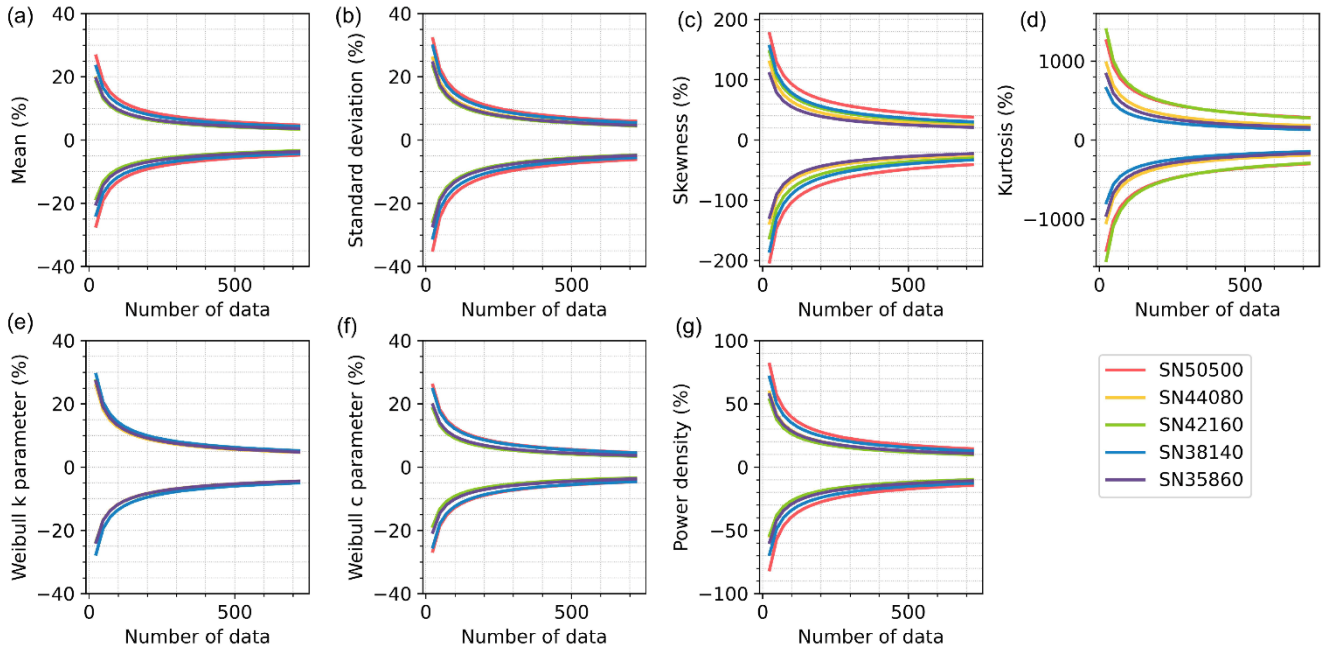 (a)
40
20
0
−20
−40
Mean (%)
0
500
Number of data
(b)
40
20
0
−20
−40
Standard deviation (%)
0
500
Number of data
(c)
200
100
0
−100
−200
Skewness (%)
0
500
Number of data
(d)
1000
0
−1000
Kurtosis (%)
0
500
Number of data
(e)
40
20
0
−20
−40
Weibull k parameter (%)
0
500
Number of data
(f)
40
20
0
−20
−40
Weibull c parameter (%)
0
500
Number of data
(g)
100
50
0
−50
−100
Power density (%)
0
500
Number of data
SN50500
SN44080
SN42160
SN38140
SN35860